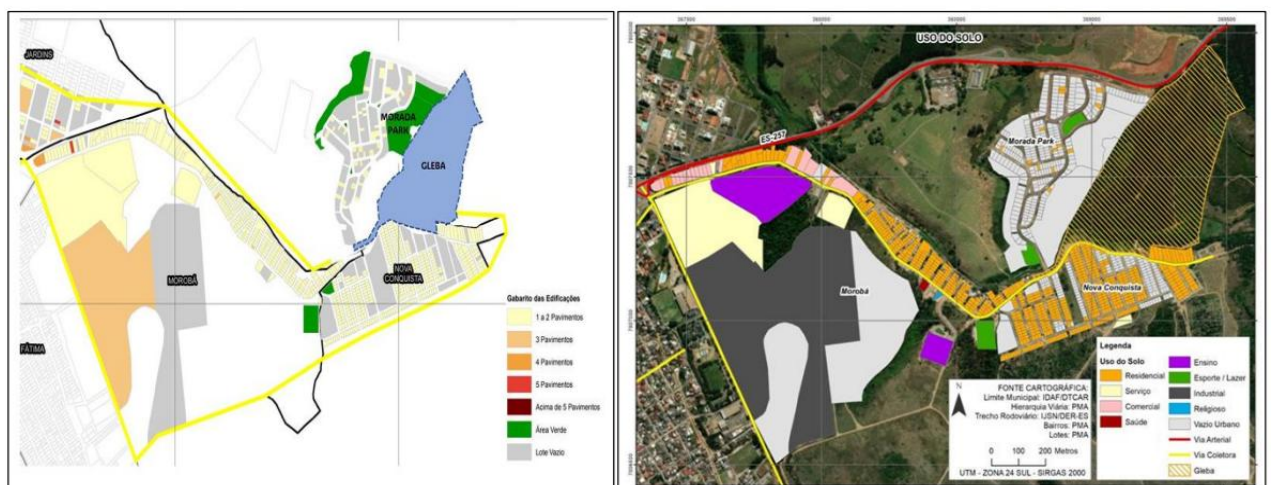 JARDINS
MORADA
PARK
GLEBA
MOROBÁ
NOVA
CONQUISTA
FÁTIMA
Gabarito das Edificações
1 a 2 Pavimentos
3 Pavimentos
4 Pavimentos
5 Pavimentos
Acima de 5 Pavimentos
Área Verde
Lote Vazio
USO DO SOLO
ES-257
Morada Park
Morobá
Nova Conquista
Legenda
Uso do Solo
Residencial
Serviço
Comercial
Saúde
Ensino
Esporte / Lazer
Industrial
Religioso
Vazio Urbano
Via Arterial
Via Coletora
Gleba
N
FONTE CARTOGRÁFICA:
Limite Municipal: IDAF/DTCAR
Hierarquia Viária: PMA
Trecho Rodoviário: IJSN/DER-ES
Bairros: PMA
Lotes: PMA
0 100 200 Metros
UTM - ZONA 24 SUL - SIRGAS 2000